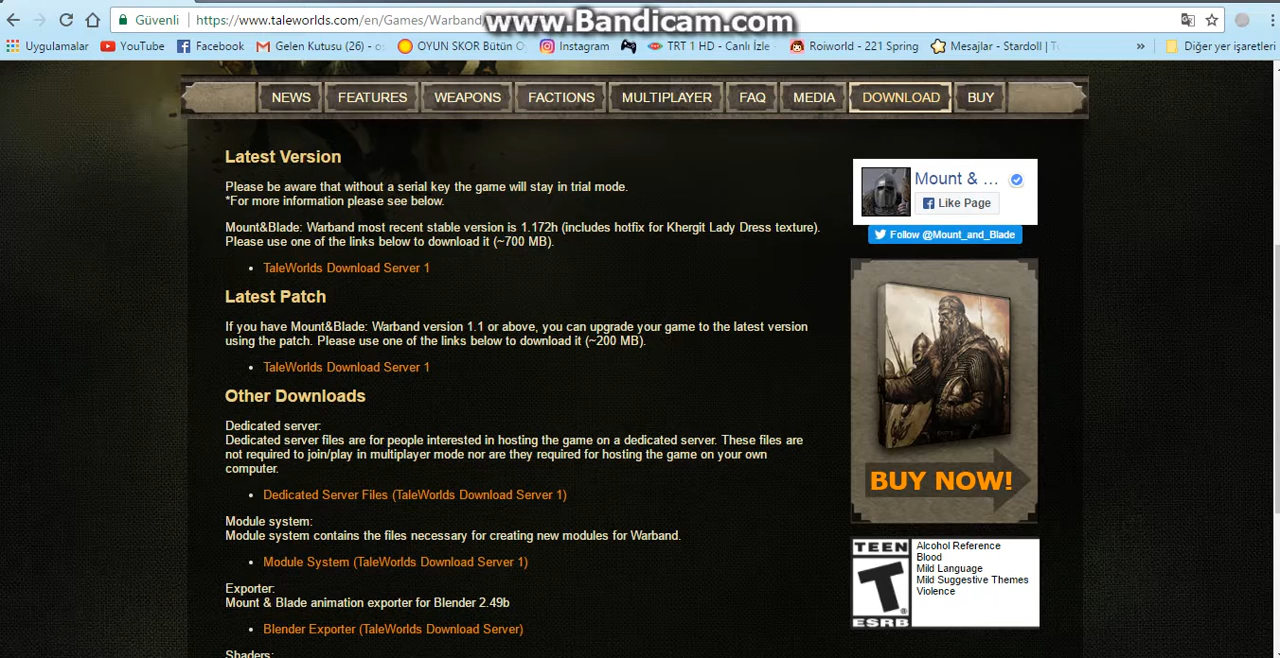 www.Bandicam.com
Güvenli
https://www.taleworlds.com/en/Games/Warband
Uygulamalar YouTube Facebook Gelen Kutusu (26) - OYUN SKOR Bütün Instagram TRT 1 HD - Canlı İzle Roiworld - 221 Spring Mesajlar - Stardoll | » Diğer yer işaretleri
NEWS FEATURES WEAPONS FACTIONS MULTIPLAYER FAQ MEDIA DOWNLOAD BUY
Latest Version
Please be aware that without a serial key the game will stay in trial mode.
*For more information please see below.
Mount&Blade: Warband most recent stable version is 1.172h (includes hotfix for Khergit Lady Dress texture).
Please use one of the links below to download it (~700 MB).
• TaleWorlds Download Server 1
Latest Patch
If you have Mount&Blade: Warband version 1.1 or above, you can upgrade your game to the latest version
using the patch. Please use one of the links below to download it (~200 MB).
• TaleWorlds Download Server 1
Other Downloads
Dedicated server:
Dedicated server files are for people interested in hosting the game on a dedicated server. These files are
not required to join/play in multiplayer mode nor are they required for hosting the game on your own
computer.
• Dedicated Server Files (TaleWorlds Download Server 1)
Module system:
Module system contains the files necessary for creating new modules for Warband.
• Module System (TaleWorlds Download Server 1)
Exporter:
Mount & Blade animation exporter for Blender 2.49b
• Blender Exporter (TaleWorlds Download Server)
Shaders:
Mount & ...
Like Page
Follow @Mount_and_Blade
BUY NOW!
TEEN
T
ESRB
Alcohol Reference
Blood
Mild Language
Mild Suggestive Themes
Violence